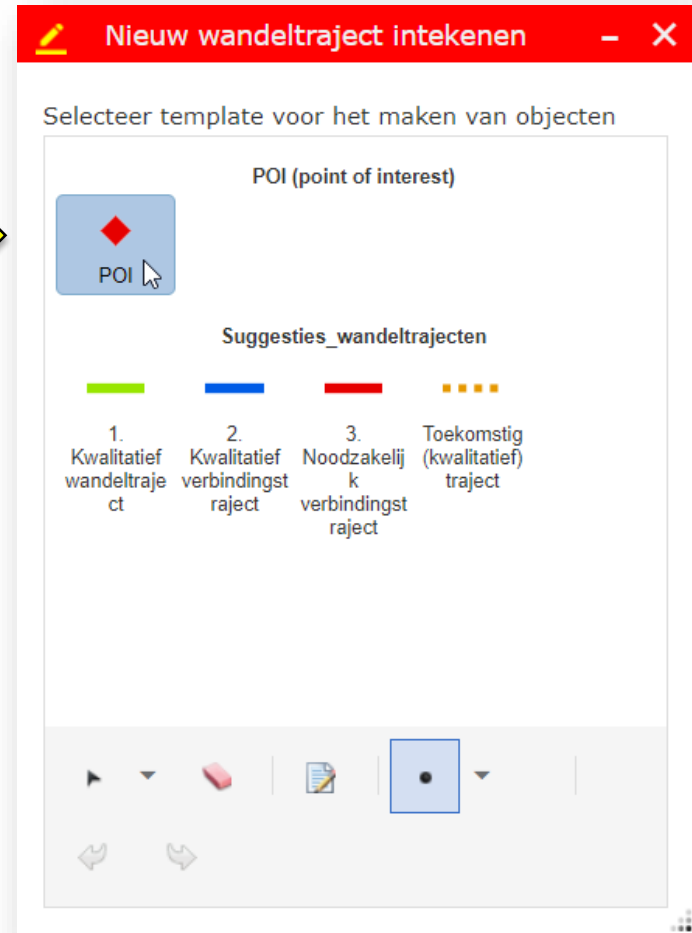 Nieuw wandeltraject intekenen
Selecteer template voor het maken van objecten
POI (point of interest)
POI
Suggesties_wandeltrajecten
1.
Kwalitatief
wandeltraje
ct
2.
Kwalitatief
verbindingst
raject
3.
Noodzakelij
k
verbindingst
raject
Toekomstig
(kwalitatief)
traject